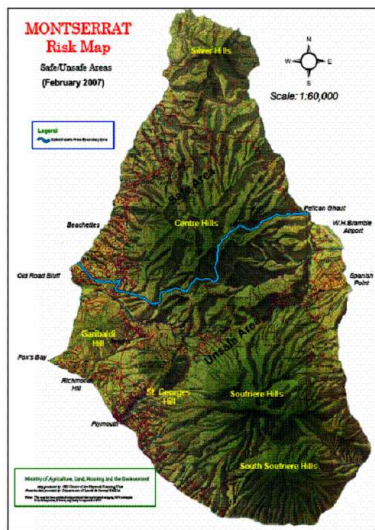 MONTSERRAT
Risk Map
Safe/Unsafe Areas
(February 2007)
Silver Hills
N
W
E
S
Scale: 1:60,000
Legend
Safe Area
Pelican Ghaut
W.H.Bramble
Airport
Beachettes
Centre Hills
Old Road Bluff
Spanish
Point
Unsafe Area
Garibaldi
Hill
Fox's Bay
Richmond
Hill
St. Georges
Hill
Soufriere Hills
Plymouth
South Soufriere Hills
Ministry of Agriculture, Land, Housing and the Environment